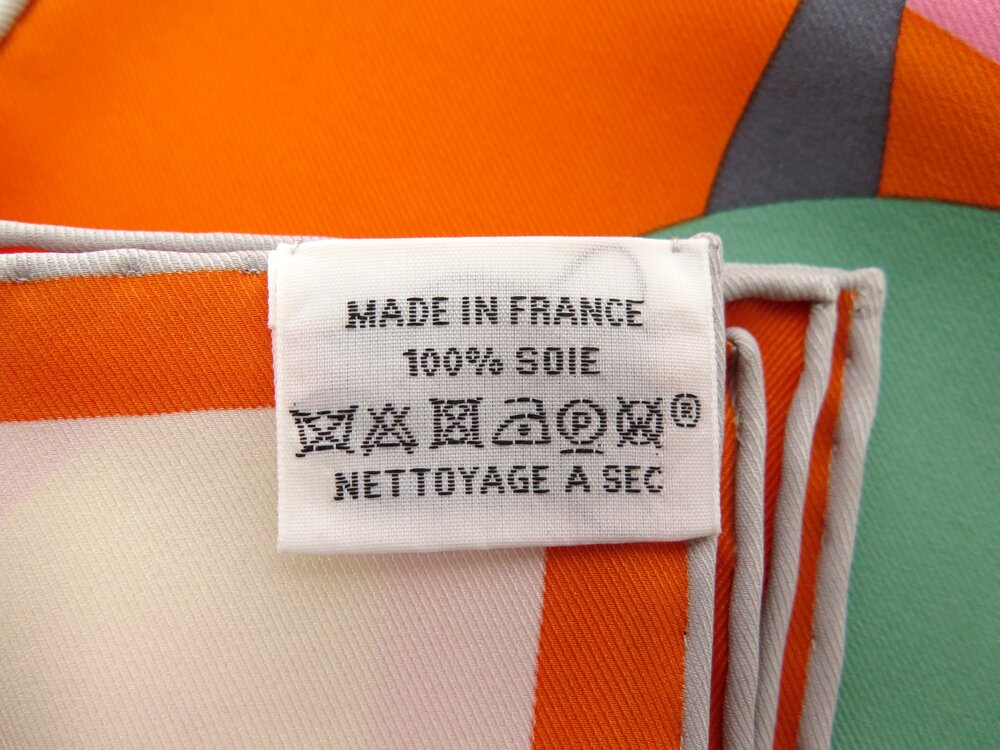 MADE IN FRANCE
100% SOIE
P W ®
NETTOYAGE A SEC